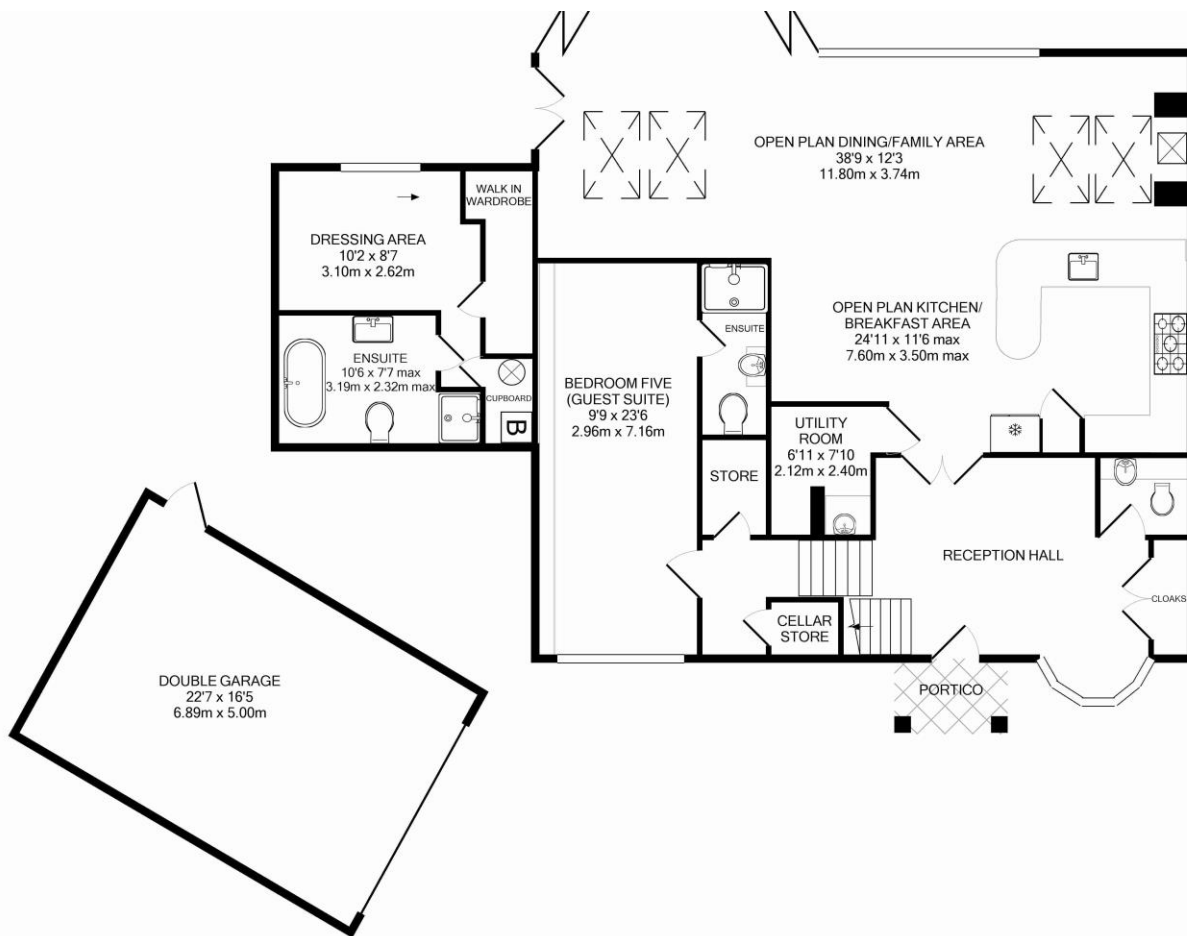 OPEN PLAN DINING/FAMILY AREA
38'9 x 12'3
11.80m x 3.74m
WALK IN
WARDROBE
DRESSING AREA
10'2 x 8'7
3.10m x 2.62m
OPEN PLAN KITCHEN/
BREAKFAST AREA
24'11 x 11'6 max
7.60m x 3.50m max
ENSUITE
ENSUITE
10'6 x 7'7 max
3.19m x 2.32m max
CUPBOARD
B
BEDROOM FIVE
(GUEST SUITE)
9'9 x 23'6
2.96m x 7.16m
UTILITY
ROOM
6'11 x 7'10
2.12m x 2.40m
STORE
RECEPTION HALL
CLOAKS
CELLAR
STORE
PORTICO
DOUBLE GARAGE
22'7 x 16'5
6.89m x 5.00m